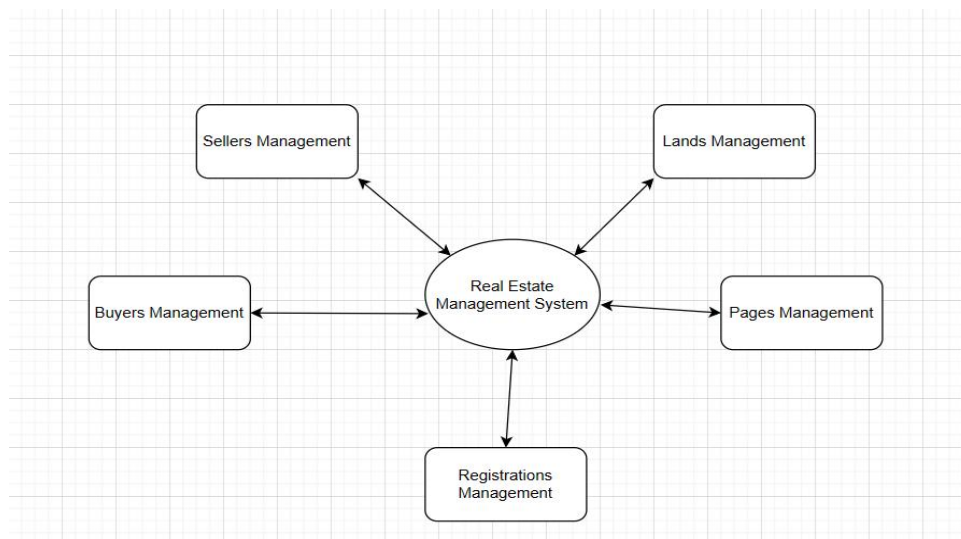 Sellers Management
Lands Management
Real Estate
Management System
Buyers Management
Pages Management
Registrations
Management